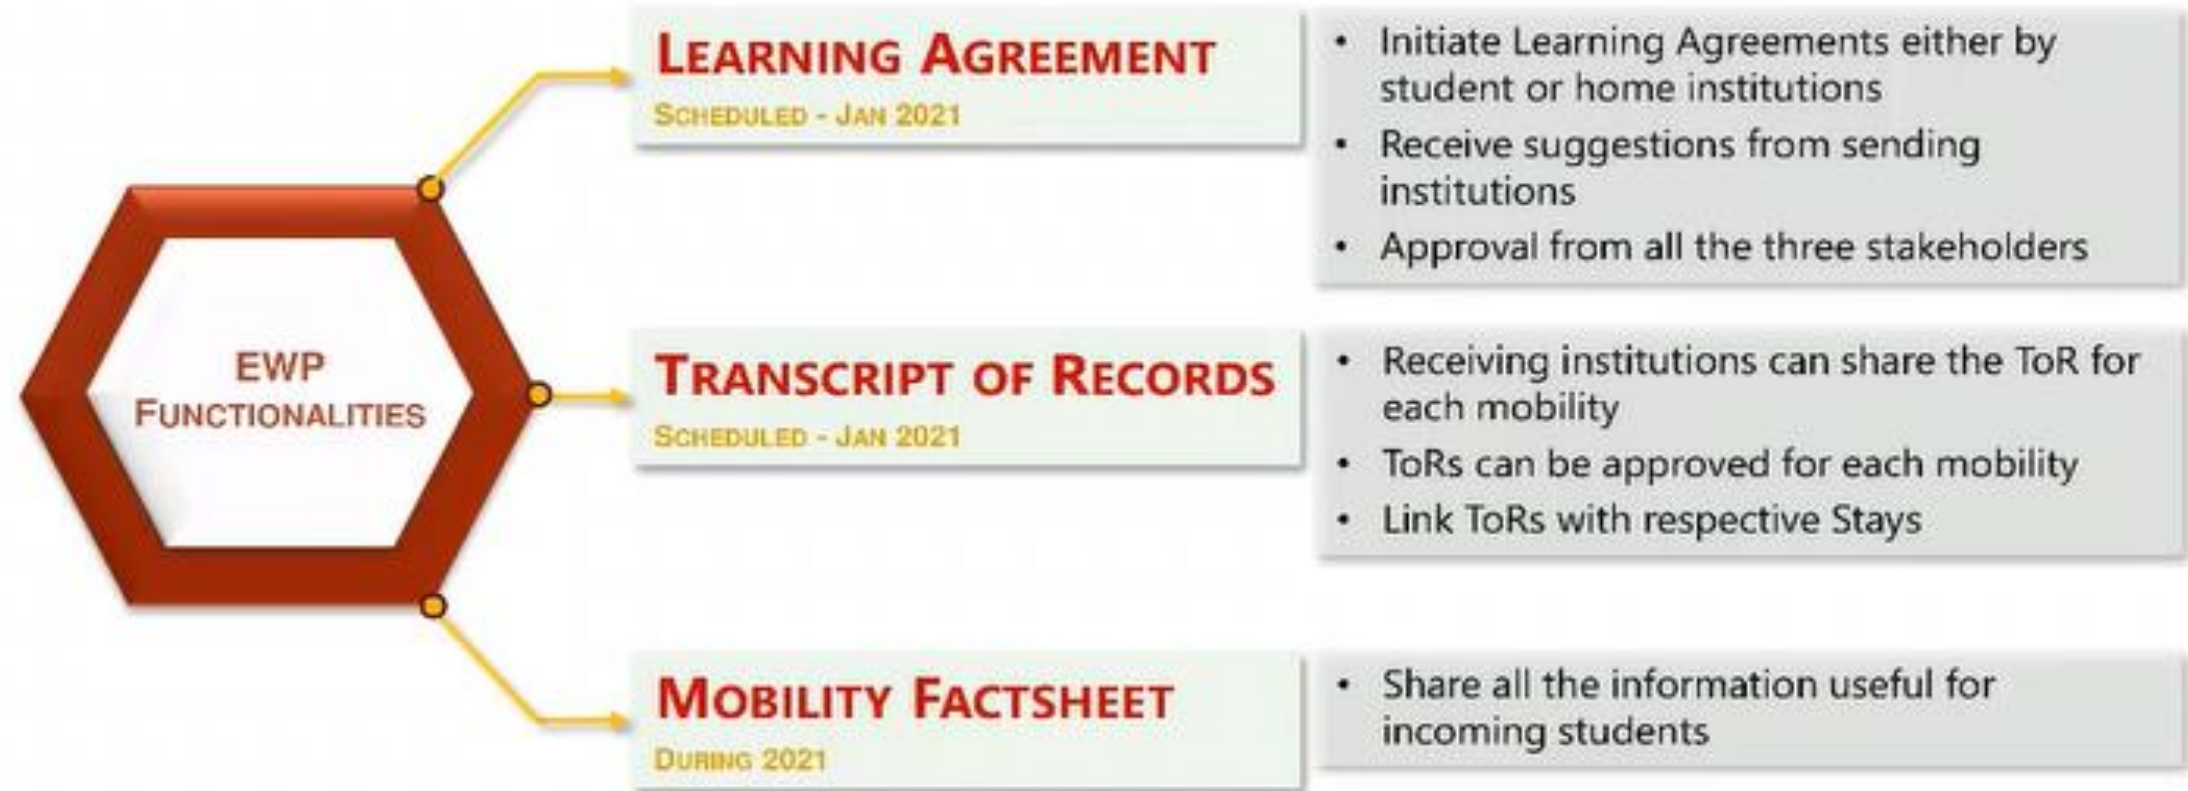 EWP
FUNCTIONALITIES
LEARNING AGREEMENT
SCHEDULED - JAN 2021
• Initiate Learning Agreements either by
student or home institutions
• Receive suggestions from sending
institutions
• Approval from all the three stakeholders
TRANSCRIPT OF RECORDS
SCHEDULED - JAN 2021
• Receiving institutions can share the ToR for
each mobility
• ToRs can be approved for each mobility
• Link ToRs with respective Stays
MOBILITY FACTSHEET
DURING 2021
• Share all the information useful for
incoming students